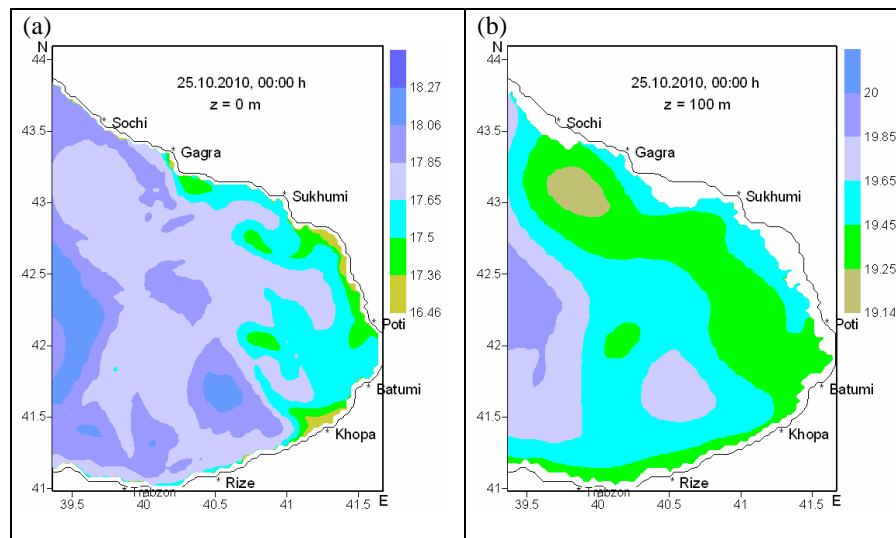 (a)
N
44
43.5
43
42.5
42
41.5
41
39.5
40
40.5
41
E
25.10.2010, 00:00 h
z = 0 m
* Sochi
* Gagra
* Sukhumi
* Poti
* Batumi
* Khopa
* Rize
* Trabzon
18.27
18.06
17.85
17.65
17.5
17.36
16.46
(b)
N
44
43.5
43
42.5
42
41.5
41
39.5
40
40.5
41
41.5
E
25.10.2010, 00:00 h
z = 100 m
* Sochi
* Gagra
* Sukhumi
* Poti
* Batumi
* Khopa
* Rize
* Trabzon
20
19.85
19.65
19.45
19.25
19.14